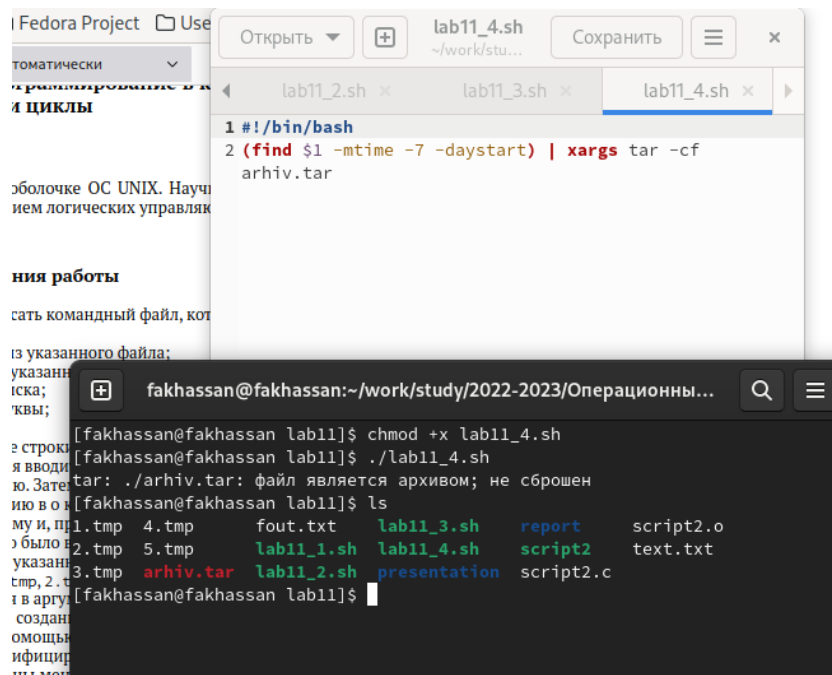 Fedora Project
Use
томатически
и циклы
оболочке ОС UNIX. Научи
ием логических управляю
ния работы
сать командный файл, кот
из указанного файла;
указанн
иска;
уквы;
е строки
я вводи
ю. Зате
ию в о к
му и, пр
о было в
указанн
tmp, 2.t
я в аргу
создан
омощьк
ифицир
Открыть
lab11_4.sh
~/work/stu...
Сохранить
lab11_2.sh
lab11_3.sh
lab11_4.sh
1 #!/bin/bash
2 (find $1 -mtime -7 -daystart) | xargs tar -cf
arhiv.tar
fakhassan@fakhassan:~/work/study/2022-2023/Операционны...
[fakhassan@fakhassan lab11]$ chmod +x lab11_4.sh
[fakhassan@fakhassan lab11]$ ./lab11_4.sh
tar: ./arhiv.tar: файл является архивом; не сброшен
[fakhassan@fakhassan lab11]$ ls
1.tmp 4.tmp fout.txt lab11_3.sh report script2.o
2.tmp 5.tmp lab11_1.sh lab11_4.sh script2 text.txt
3.tmp arhiv.tar lab11_2.sh presentation script2.c
[fakhassan@fakhassan lab11]$